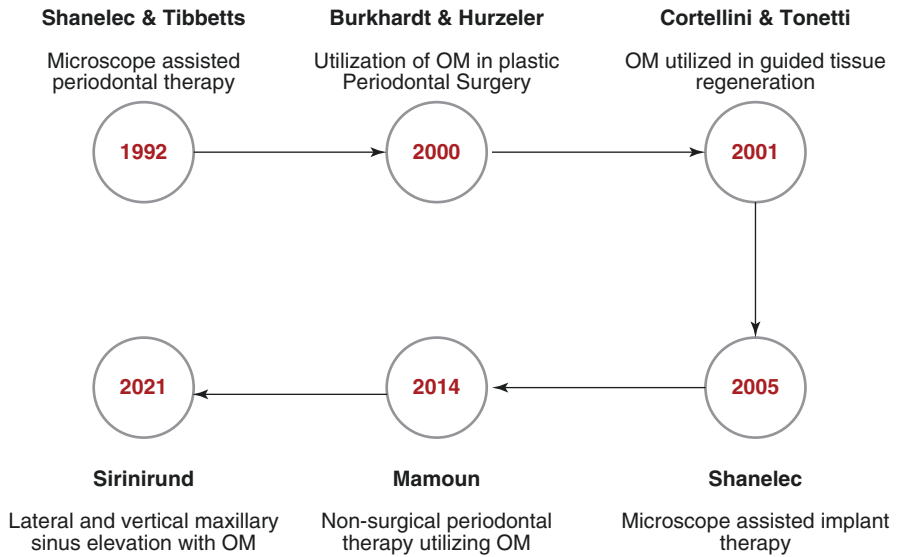 Shanelec & Tibbetts
Microscope assisted
periodontal therapy
1992
Burkhardt & Hurzeler
Utilization of OM in plastic
Periodontal Surgery
2000
Cortellini & Tonetti
OM utilized in guided tissue
regeneration
2001
2005
Shanelec
Microscope assisted implant
therapy
2014
Mamoun
Non-surgical periodontal
therapy utilizing OM
2021
Sirinirund
Lateral and vertical maxillary
sinus elevation with OM